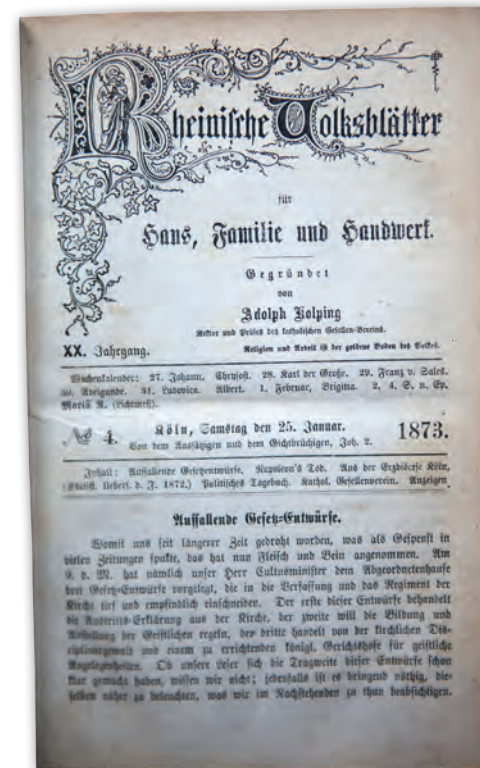 Rheinische Volksblätter
für
Haus, Familie und Handwerk.
Gegründet
von
Adolph Kolping
Rektor und Präses des katholischen Gesellen-Vereins.
XX. Jahrgang. Religion und Arbeit ist der goldene Boden des Volkes.
Wochenkalender: 27. Johann. Chrysost. 28. Karl der Große. 29. Franz v. Sales.
30. Adelgunde. 31. Ludovica. Albert. 1. Februar, Brigitta. 2. 4. S. n. Ep.
Mariä R. (Lichtmeß).
№ 4. Köln, Samstag den 25. Januar. 1873.
Von dem Aussätzigen und dem Gichtbrüchigen, Joh. 2.
Inhalt: Auffallende Gesetzentwürfe. Napoleon's Tod. Aus der Erzdiöcese Köln,
(Statist. Uebers. d. J. 1872.) Politisches Tagebuch. Kathol. Gesellenverein. Anzeigen
Auffallende Gesetz-Entwürfe.
Womit uns seit längerer Zeit gedroht worden, was als Gespenst in
vielen Zeitungen spukte, das hat nun Fleisch und Bein angenommen. Am
9. d. M. hat nämlich unser Herr Cultusminister dem Abgeordnetenhause
drei Gesetz-Entwürfe vorgelegt, die in die Verfassung und das Regiment der
Kirche tief und empfindlich einschneiden. Der erste dieser Entwürfe behandelt
die Austritts-Erklärung aus der Kirche, der zweite will die Bildung und
Anstellung der Geistlichen regeln, der dritte handelt von der kirchlichen Dis-
ciplinargewalt und einem zu errichtenden königl. Gerichtshofe für geistliche
Angelegenheiten. Ob unsere Leser sich die Tragweite dieser Entwürfe schon
klar gemacht haben, wissen wir nicht; jedenfalls ist es dringend nöthig, die-
selben näher zu beleuchten, was wir im Nachstehenden zu thun beabsichtigen.